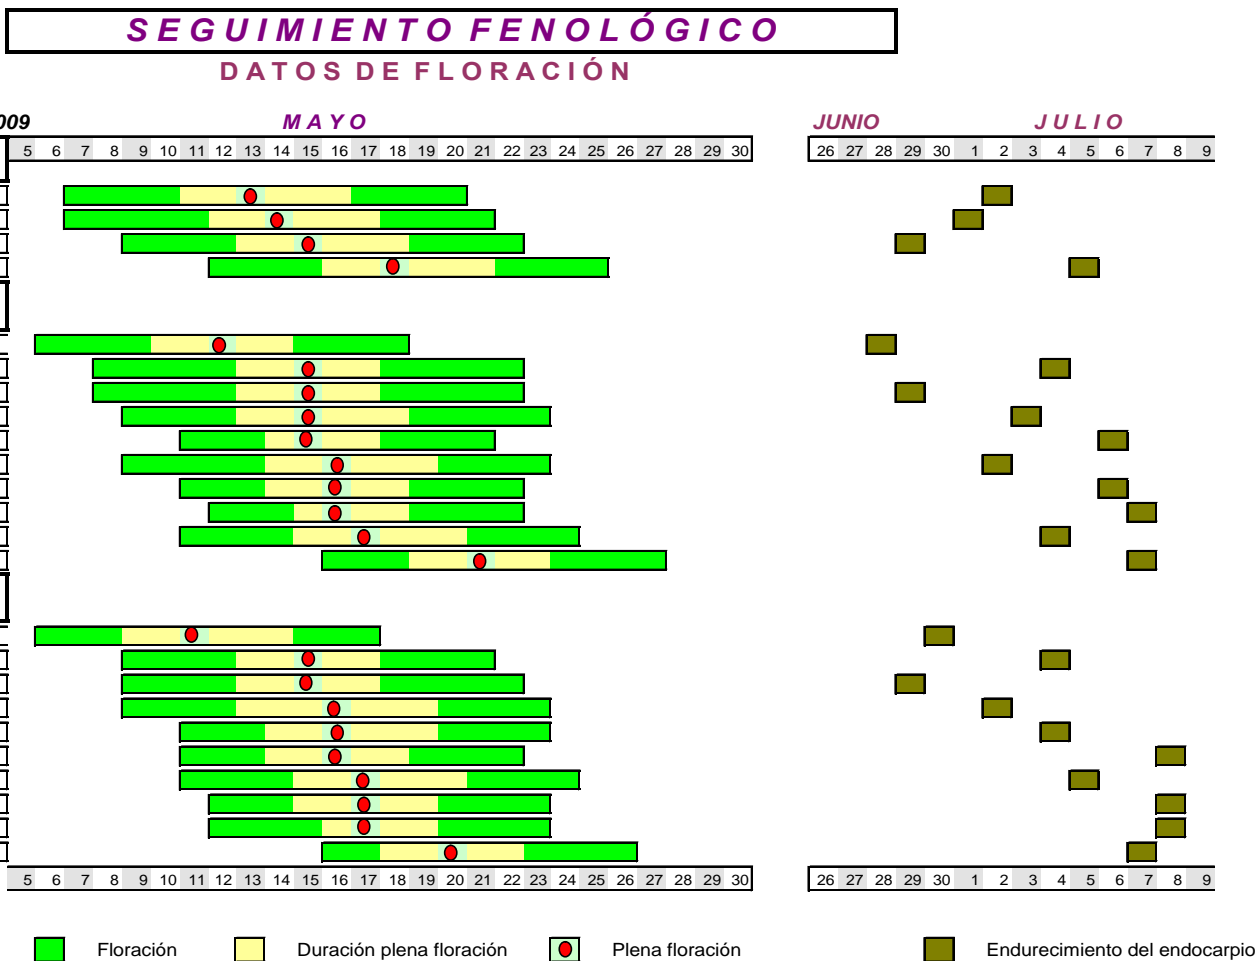 SEGUIMIENTO FENOLÓGICO
DATOS DE FLORACIÓN
009 MAYO JUNIO JULIO
5 6 7 8 9 10 11 12 13 14 15 16 17 18 19 20 21 22 23 24 25 26 27 28 29 30 26 27 28 29 30 1 2 3 4 5 6 7 8 9
5 6 7 8 9 10 11 12 13 14 15 16 17 18 19 20 21 22 23 24 25 26 27 28 29 30 26 27 28 29 30 1 2 3 4 5 6 7 8 9
Floración Duración plena floración Plena floración Endurecimiento del endocarpio